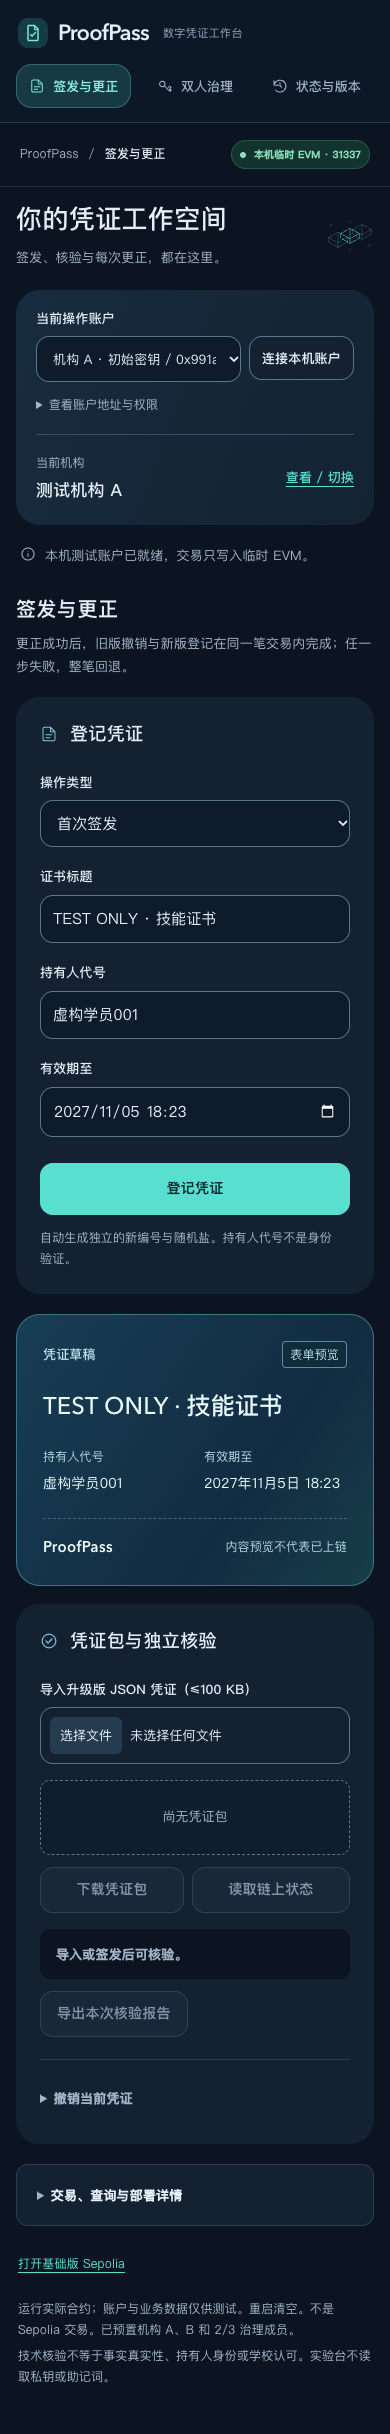 ProofPass 数字凭证工作台
签发与更正 双人治理 状态与版本
ProofPass / 签发与更正 本机临时 EVM · 31337
你的凭证工作空间
签发、核验与每次更正，都在这里。
当前操作账户
机构 A · 初始密钥 / 0x991a 连接本机账户
查看账户地址与权限
当前机构
测试机构 A 查看 / 切换
本机测试账户已就绪，交易只写入临时 EVM。
签发与更正
更正成功后，旧版撤销与新版登记在同一笔交易内完成；任一
步失败，整笔回退。
登记凭证
操作类型
首次签发
证书标题
TEST ONLY · 技能证书
持有人代号
虚构学员001
有效期至
2027/11/05 18:23
登记凭证
自动生成独立的新编号与随机盐。持有人代号不是身份
验证。
凭证草稿 表单预览
TEST ONLY · 技能证书
持有人代号 有效期至
虚构学员001 2027年11月5日 18:23
ProofPass 内容预览不代表已上链
凭证包与独立核验
导入升级版 JSON 凭证（≤100 KB）
选择文件 未选择任何文件
尚无凭证包
下载凭证包 读取链上状态
导入或签发后可核验。
导出本次核验报告
撤销当前凭证
交易、查询与部署详情
打开基础版 Sepolia
运行实际合约；账户与业务数据仅供测试。重启清空。不是
Sepolia 交易。已预置机构 A、B 和 2/3 治理成员。
技术核验不等于事实真实性、持有人身份或学校认可。实验台不读
取私钥或助记词。